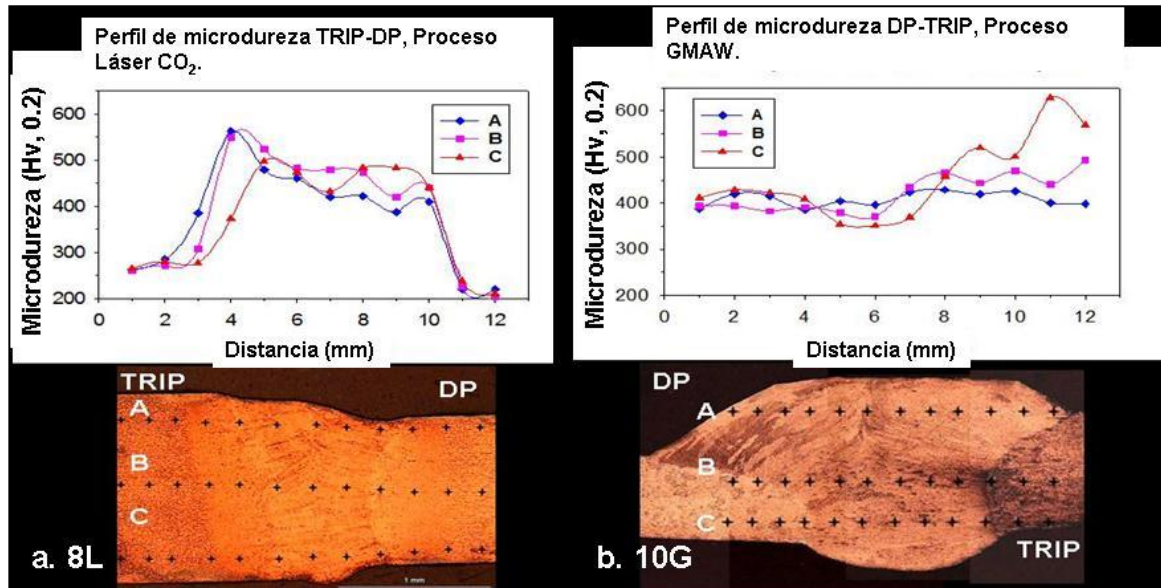 Perfil de microdureza TRIP-DP, Proceso
Láser CO₂.
Microdureza (Hv, 0.2)
600
500
400
300
200
A
B
C
0 2 4 6 8 10 12
Distancia (mm)
TRIP
DP
A
B
C
a. 8L
1 mm
Perfil de microdureza DP-TRIP, Proceso
GMAW.
Microdureza (Hv, 0.2)
600
500
400
300
200
A
B
C
0 2 4 6 8 10 12
Distancia (mm)
DP
A
B
C
TRIP
b. 10G